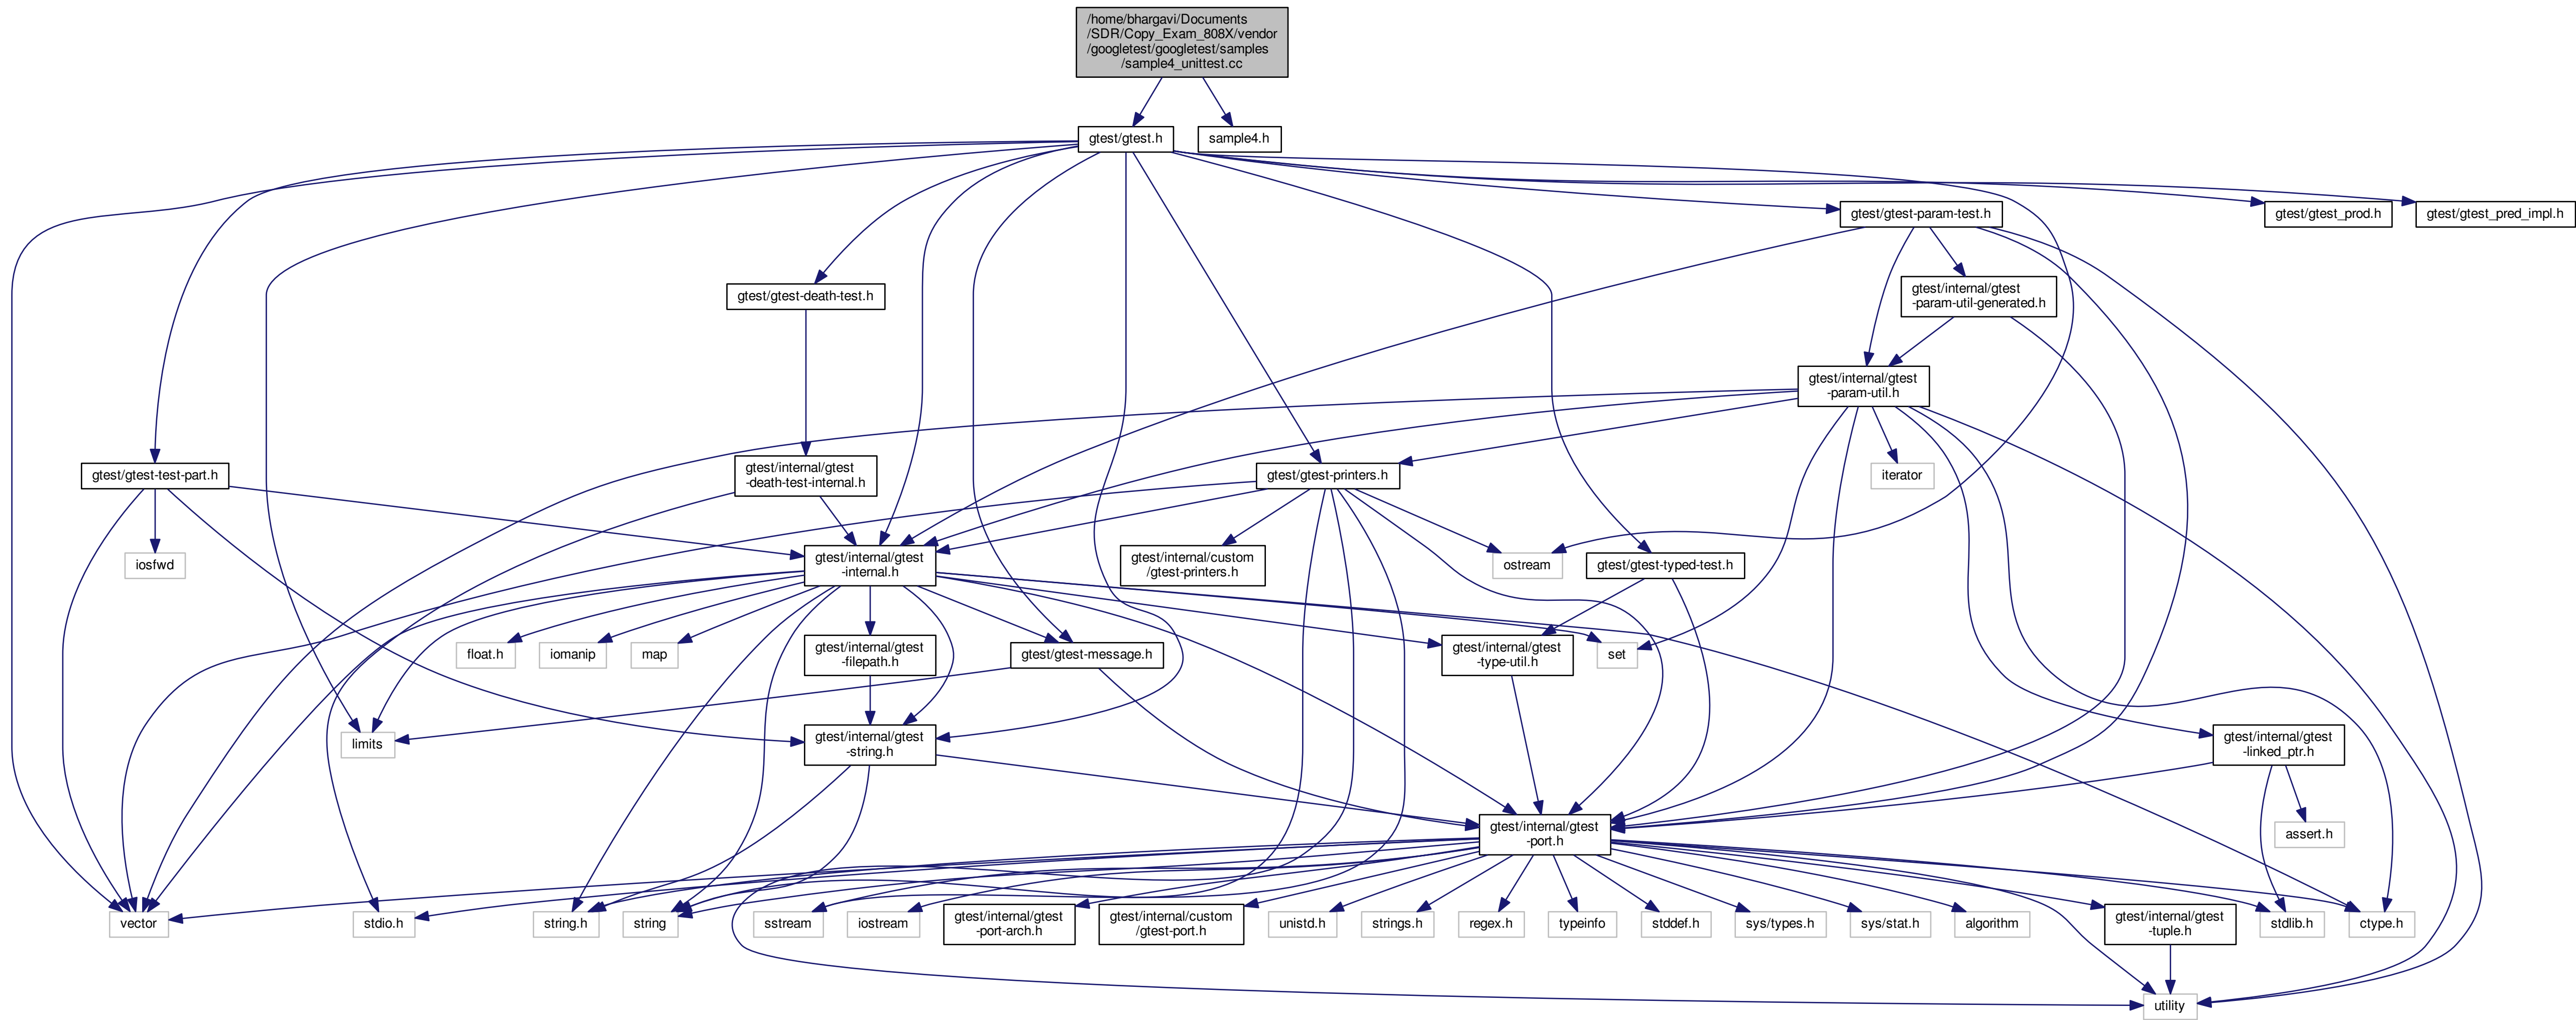 /home/bhargavi/Documents
/SDR/Copy_Exam_808X/vendor
/googletest/googletest/samples
/sample4_unittest.cc
gtest/gtest.h
sample4.h
gtest/gtest-param-test.h
gtest/gtest_prod.h
gtest/gtest_pred_impl.h
gtest/gtest-death-test.h
gtest/internal/gtest
-param-util-generated.h
gtest/internal/gtest
-param-util.h
gtest/gtest-test-part.h
gtest/internal/gtest
-death-test-internal.h
gtest/gtest-printers.h
iterator
iosfwd
gtest/internal/gtest
-internal.h
gtest/internal/custom
/gtest-printers.h
ostream
gtest/gtest-typed-test.h
float.h
iomanip
map
gtest/internal/gtest
-filepath.h
gtest/gtest-message.h
gtest/internal/gtest
-type-util.h
set
limits
gtest/internal/gtest
-string.h
gtest/internal/gtest
-linked_ptr.h
gtest/internal/gtest
-port.h
assert.h
vector
stdio.h
string.h
string
sstream
iostream
gtest/internal/gtest
-port-arch.h
gtest/internal/custom
/gtest-port.h
unistd.h
strings.h
regex.h
typeinfo
stddef.h
sys/types.h
sys/stat.h
algorithm
gtest/internal/gtest
-tuple.h
stdlib.h
ctype.h
utility